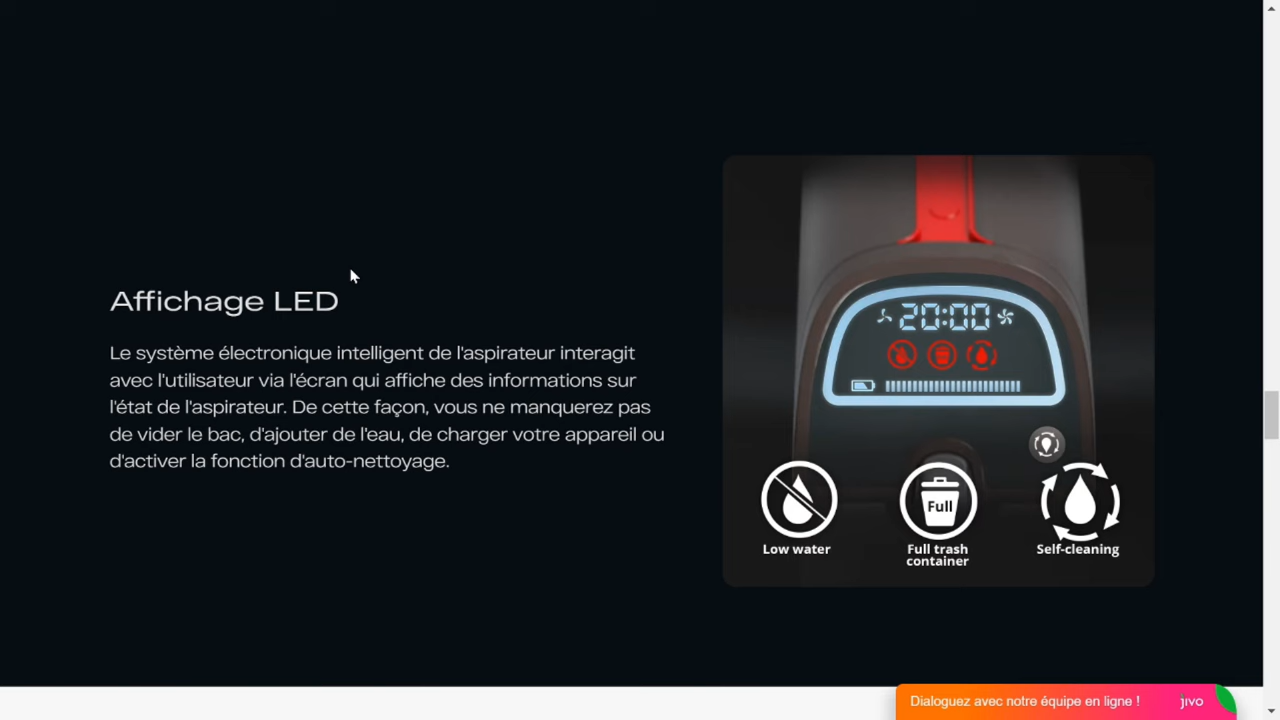 Affichage LED
Le système électronique intelligent de l'aspirateur interagit
avec l'utilisateur via l'écran qui affiche des informations sur
l'état de l'aspirateur. De cette façon, vous ne manquerez pas
de vider le bac, d'ajouter de l'eau, de charger votre appareil ou
d'activer la fonction d'auto-nettoyage.
20:00
Full
Low water
Full trash
container
Self-cleaning
Dialoguez avec notre équipe en ligne !
jivo